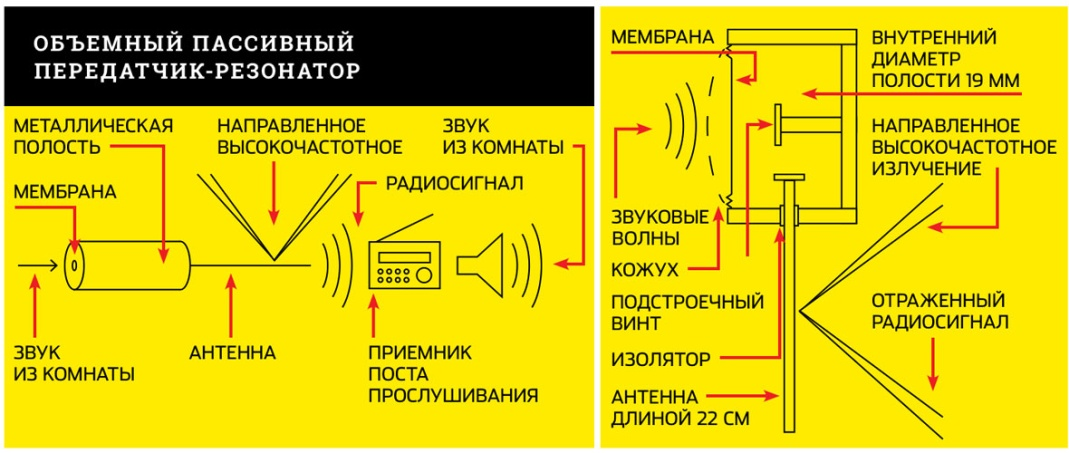 ОБЪЕМНЫЙ ПАССИВНЫЙ
ПЕРЕДАТЧИК-РЕЗОНАТОР
МЕТАЛЛИЧЕСКАЯ
ПОЛОСТЬ
НАПРАВЛЕННОЕ
ВЫСОКОЧАСТОТНОЕ
ЗВУК
ИЗ КОМНАТЫ
МЕМБРАНА
РАДИОСИГНАЛ
ЗВУК
ИЗ КОМНАТЫ
АНТЕННА
ПРИЕМНИК
ПОСТА
ПРОСЛУШИВАНИЯ
МЕМБРАНА
ВНУТРЕННИЙ
ДИАМЕТР
ПОЛОСТИ 19 ММ
НАПРАВЛЕННОЕ
ВЫСОКОЧАСТОТНОЕ
ИЗЛУЧЕНИЕ
ЗВУКОВЫЕ
ВОЛНЫ
КОЖУХ
ПОДСТРОЕЧНЫЙ
ВИНТ
ИЗОЛЯТОР
АНТЕННА
ДЛИНОЙ 22 СМ
ОТРАЖЕННЫЙ
РАДИОСИГНАЛ